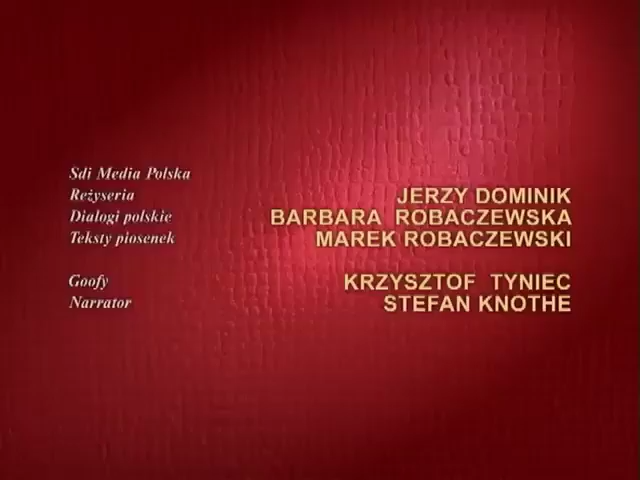 Sdi Media Polska
Reżyseria JERZY DOMINIK
Dialogi polskie BARBARA ROBACZEWSKA
Teksty piosenek MAREK ROBACZEWSKI
Goofy KRZYSZTOF TYNIEC
Narrator STEFAN KNOTHE